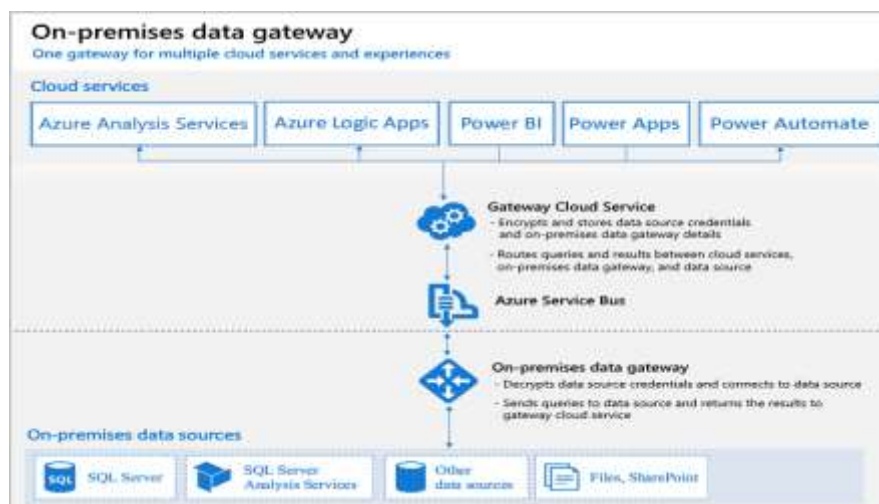 On-premises data gateway
One gateway for multiple cloud services and experiences
Cloud services
Azure Analysis Services
Azure Logic Apps
Power BI
Power Apps
Power Automate
Gateway Cloud Service
- Encrypts and stores data source credentials
and on-premises data gateway details
- Routes queries and results between cloud services,
on-premises data gateway, and data source
Azure Service Bus
On-premises data gateway
- Decrypts data source credentials and connects to data source
- Sends queries to data source and returns the results to
gateway cloud service
On-premises data sources
SQL
SQL Server
SQL Server
Analysis Services
Other
data sources
Files, SharePoint